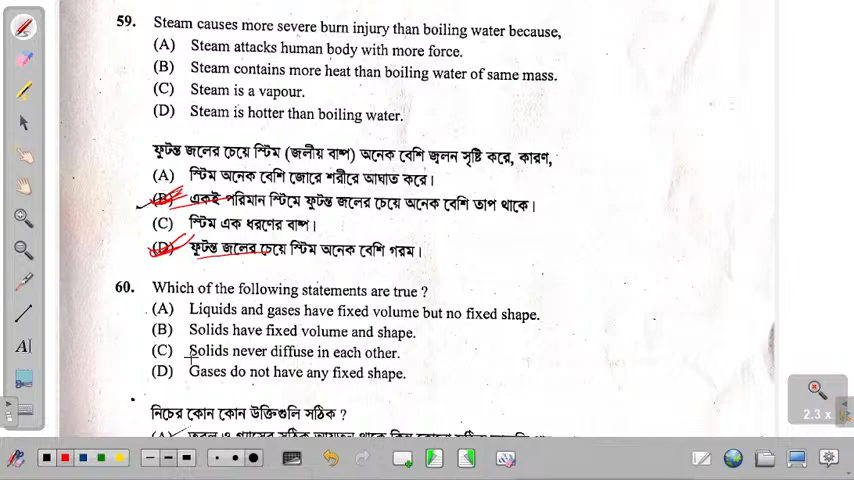 59. Steam causes more severe burn injury than boiling water because,
(A) Steam attacks human body with more force.
(B) Steam contains more heat than boiling water of same mass.
(C) Steam is a vapour.
(D) Steam is hotter than boiling water.
ফুটন্ত জলের চেয়ে স্টিম (জলীয় বাষ্প) অনেক বেশি জ্বলন সৃষ্টি করে, কারণ,
(A) স্টিম অনেক বেশি জোরে শরীরে আঘাত করে।
(B) একই পরিমান স্টিমে ফুটন্ত জলের চেয়ে অনেক বেশি তাপ থাকে।
(C) স্টিম এক ধরণের বাষ্প।
(D) ফুটন্ত জলের চেয়ে স্টিম অনেক বেশি গরম।
60. Which of the following statements are true ?
(A) Liquids and gases have fixed volume but no fixed shape.
(B) Solids have fixed volume and shape.
(C) Solids never diffuse in each other.
(D) Gases do not have any fixed shape.
নিচের কোন কোন উক্তিগুলি সঠিক ?
(A)
2.3 x